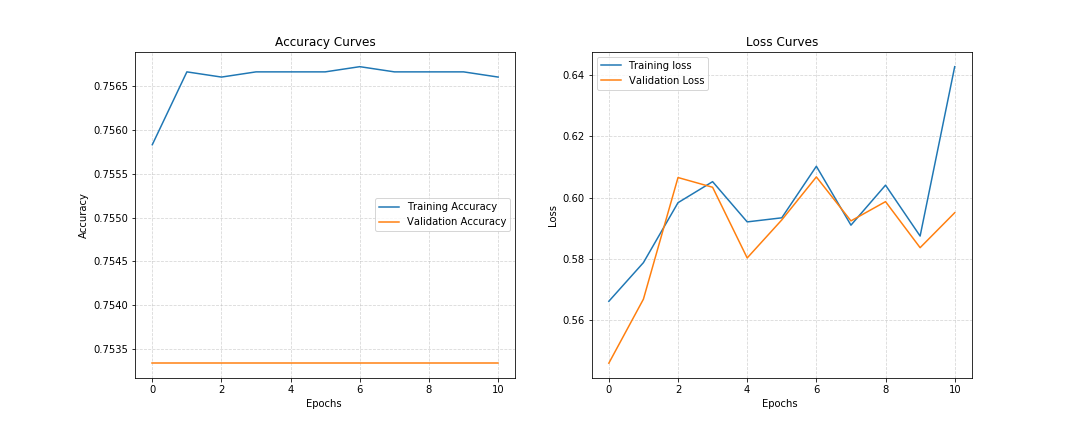 Accuracy Curves
Accuracy
0.7565
0.7560
0.7555
0.7550
0.7545
0.7540
0.7535
Training Accuracy
Validation Accuracy
0 2 4 6 8 10
Epochs
Loss Curves
Loss
0.64
0.62
0.60
0.58
0.56
Training loss
Validation Loss
0 2 4 6 8 10
Epochs